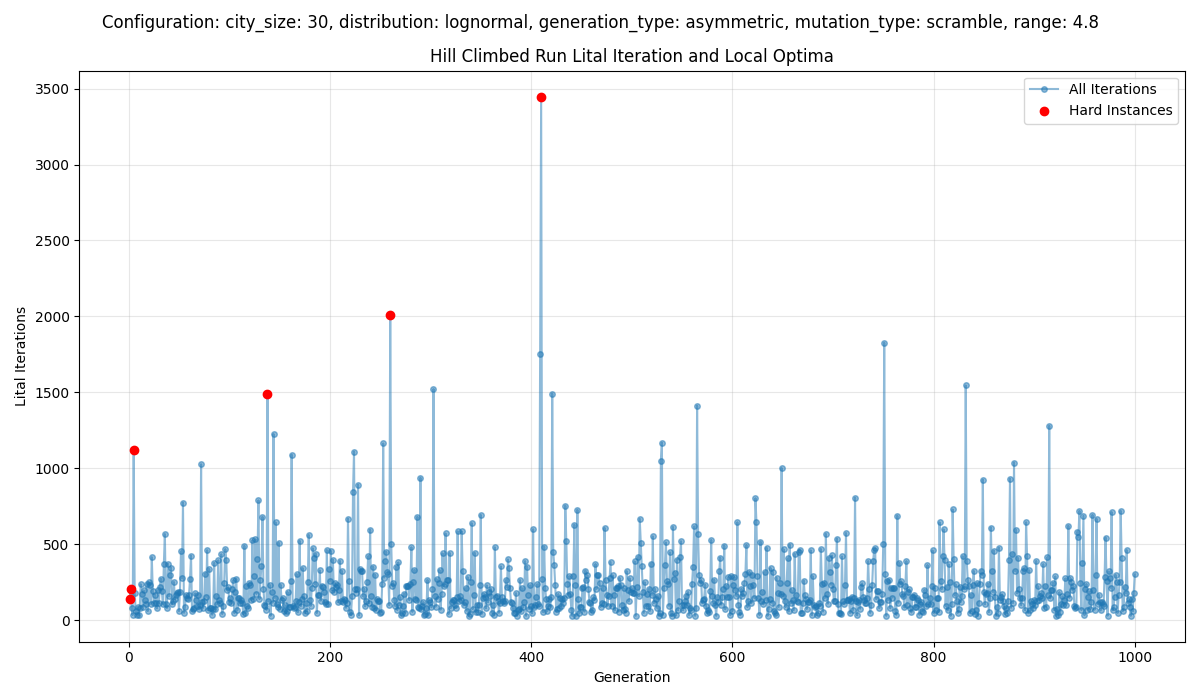 Configuration: city_size: 30, distribution: lognormal, generation_type: asymmetric, mutation_type: scramble, range: 4.8
Hill Climbed Run Lital Iteration and Local Optima
All Iterations
Hard Instances
Lital Iterations
3500
3000
2500
2000
1500
1000
500
0
0 200 400 600 800 1000
Generation